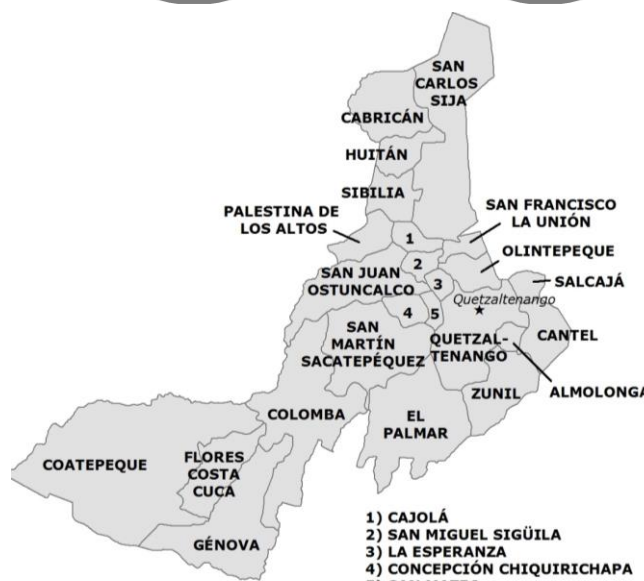 SAN
CARLOS
SIJA
CABRICÁN
HUITÁN
SIBILIA
PALESTINA DE
LOS ALTOS
SAN FRANCISCO
LA UNIÓN
1
OLINTEPEQUE
2
SAN JUAN
OSTUNCALCO
3
SALCAJÁ
Quetzaltenango
4
5
SAN
MARTÍN
SACATEPÉQUEZ
QUETZAL-
TENANGO
CANTEL
ALMOLONGA
ZUNIL
COLOMBA
EL
PALMAR
COATEPEQUE
FLORES
COSTA
CUCA
GÉNOVA
1) CAJOLÁ
2) SAN MIGUEL SIGÜILA
3) LA ESPERANZA
4) CONCEPCIÓN CHIQUIRICHAPA